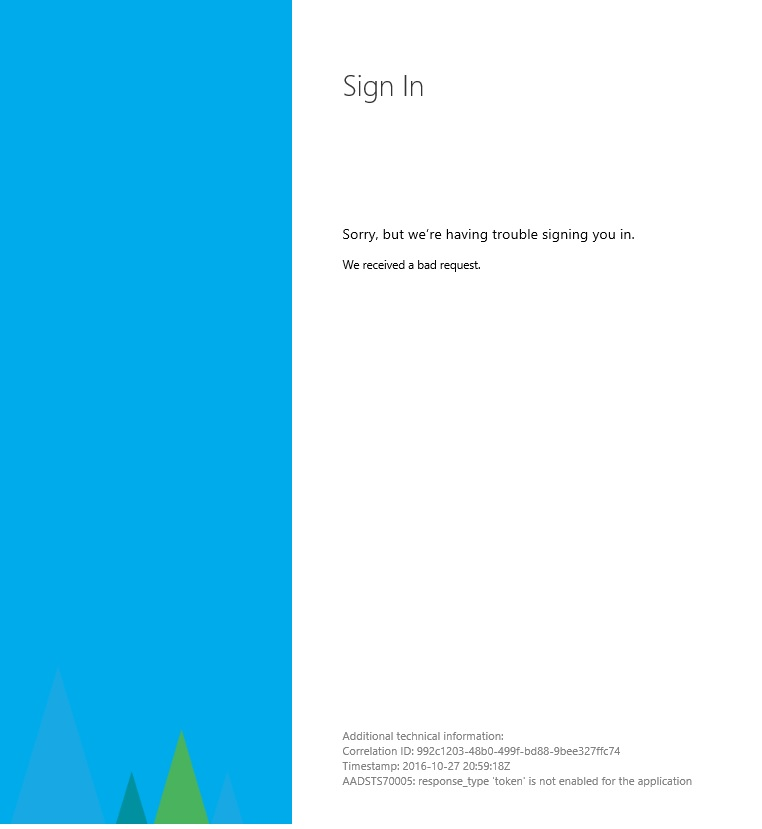 Sign In
Sorry, but we're having trouble signing you in.
We received a bad request.
Additional technical information:
Correlation ID: 992c1203-48b0-499f-bd88-9bee327ffc74
Timestamp: 2016-10-27 20:59:18Z
AADSTS70005: response_type 'token' is not enabled for the application